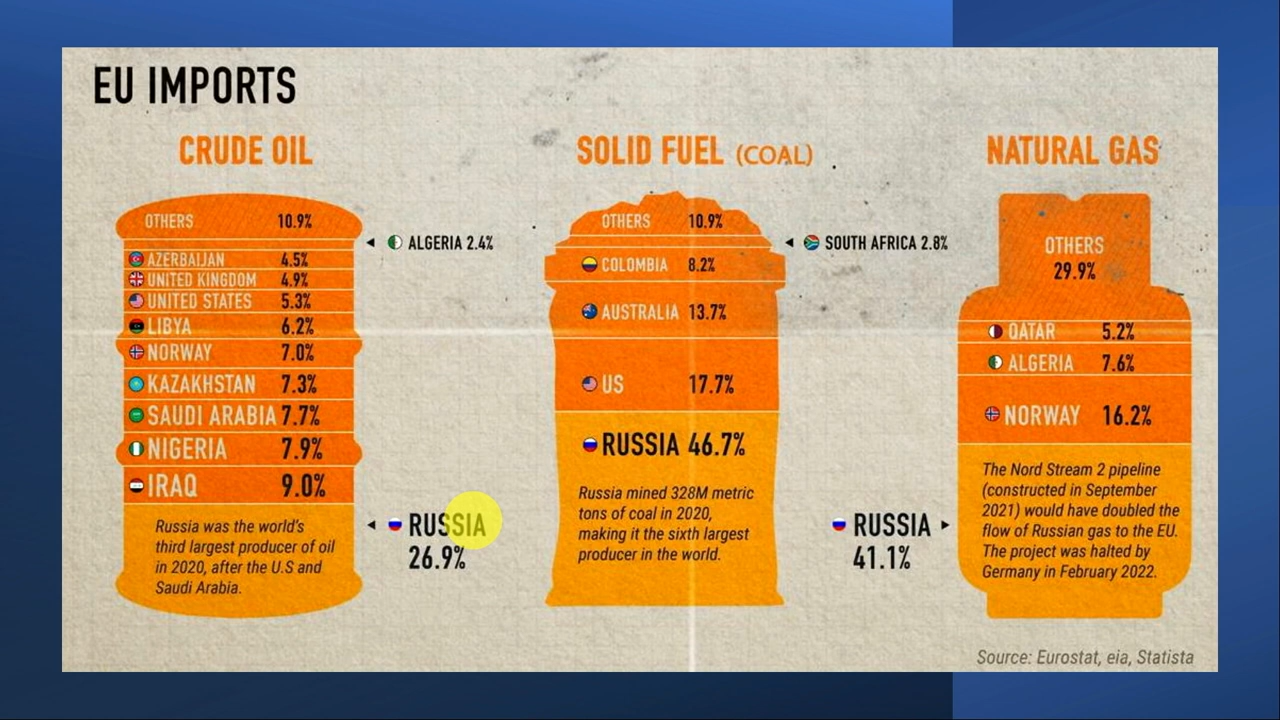 EU IMPORTS
CRUDE OIL
OTHERS 10.9%
ALGERIA 2.4%
AZERBAIJAN 4.5%
UNITED KINGDOM 4.9%
UNITED STATES 5.3%
LIBYA 6.2%
NORWAY 7.0%
KAZAKHSTAN 7.3%
SAUDI ARABIA 7.7%
NIGERIA 7.9%
IRAQ 9.0%
RUSSIA
26.9%
Russia was the world's
third largest producer of oil
in 2020, after the U.S and
Saudi Arabia.
SOLID FUEL (COAL)
OTHERS 10.9%
SOUTH AFRICA 2.8%
COLOMBIA 8.2%
AUSTRALIA 13.7%
US 17.7%
RUSSIA 46.7%
Russia mined 328M metric
tons of coal in 2020,
making it the sixth largest
producer in the world.
NATURAL GAS
OTHERS
29.9%
QATAR 5.2%
ALGERIA 7.6%
NORWAY 16.2%
RUSSIA
41.1%
The Nord Stream 2 pipeline
(constructed in September
2021) would have doubled the
flow of Russian gas to the EU.
The project was halted by
Germany in February 2022.
Source: Eurostat, eia, Statista